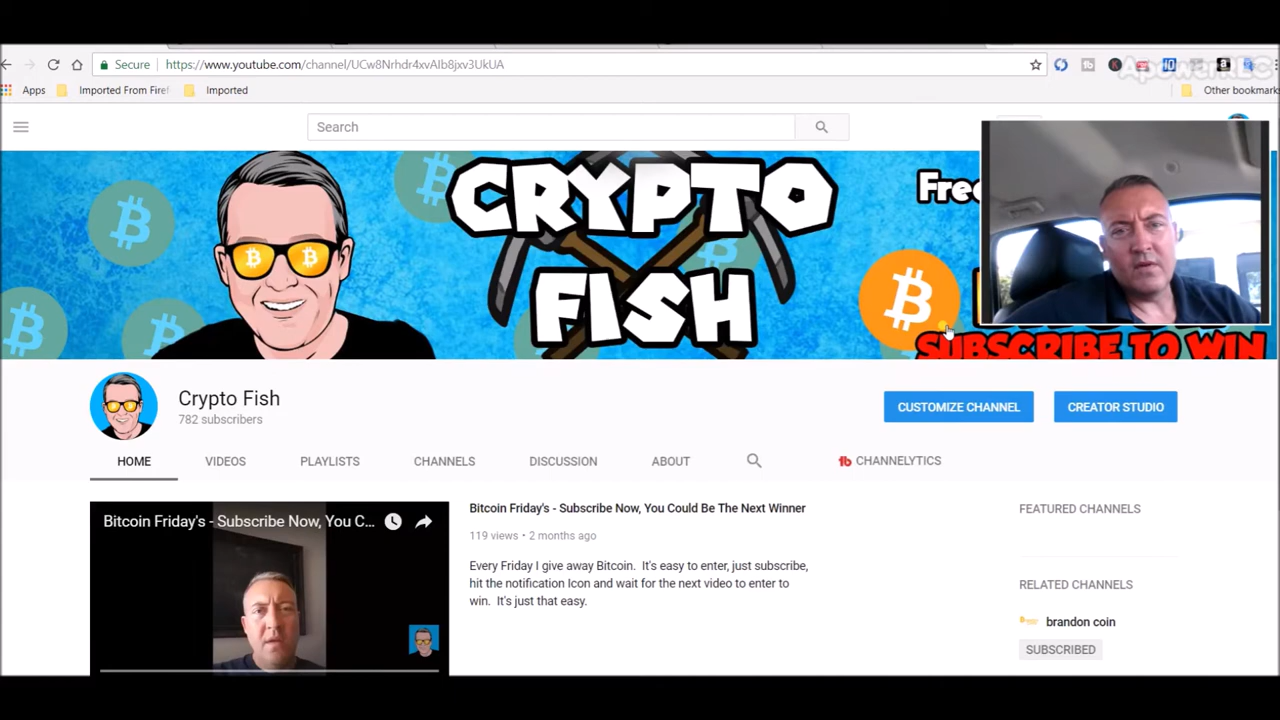 ApowerREC
Secure
https://www.youtube.com/channel/UCw8Nrhdr4xvAIb8jxv3UkUA
Apps
Imported From Firef
Imported
Other bookmark
Search
CRYPTO
FISH
Free
SUBSCRIBE TO WIN
Crypto Fish
782 subscribers
CUSTOMIZE CHANNEL
CREATOR STUDIO
HOME
VIDEOS
PLAYLISTS
CHANNELS
DISCUSSION
ABOUT
CHANNELYTICS
Bitcoin Friday's - Subscribe Now, You C...
Bitcoin Friday's - Subscribe Now, You Could Be The Next Winner
119 views • 2 months ago
Every Friday I give away Bitcoin. It's easy to enter, just subscribe,
hit the notification Icon and wait for the next video to enter to
win. It's just that easy.
FEATURED CHANNELS
RELATED CHANNELS
brandon coin
SUBSCRIBED